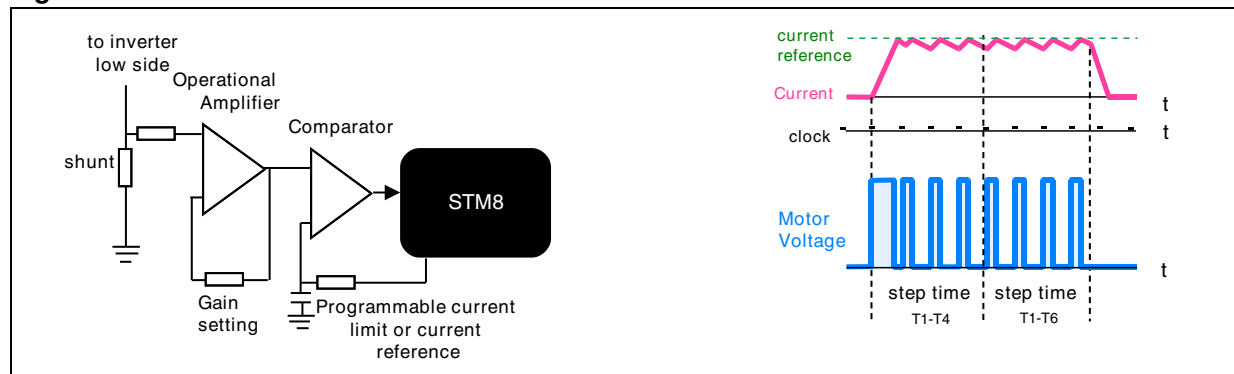 to inverter
low side
Operational
Amplifier
Comparator
shunt
STM8
Gain
setting
Programmable current
limit or current
reference
current
reference
Current
t
clock
t
Motor
Voltage
t
step time
step time
T1-T4
T1-T6